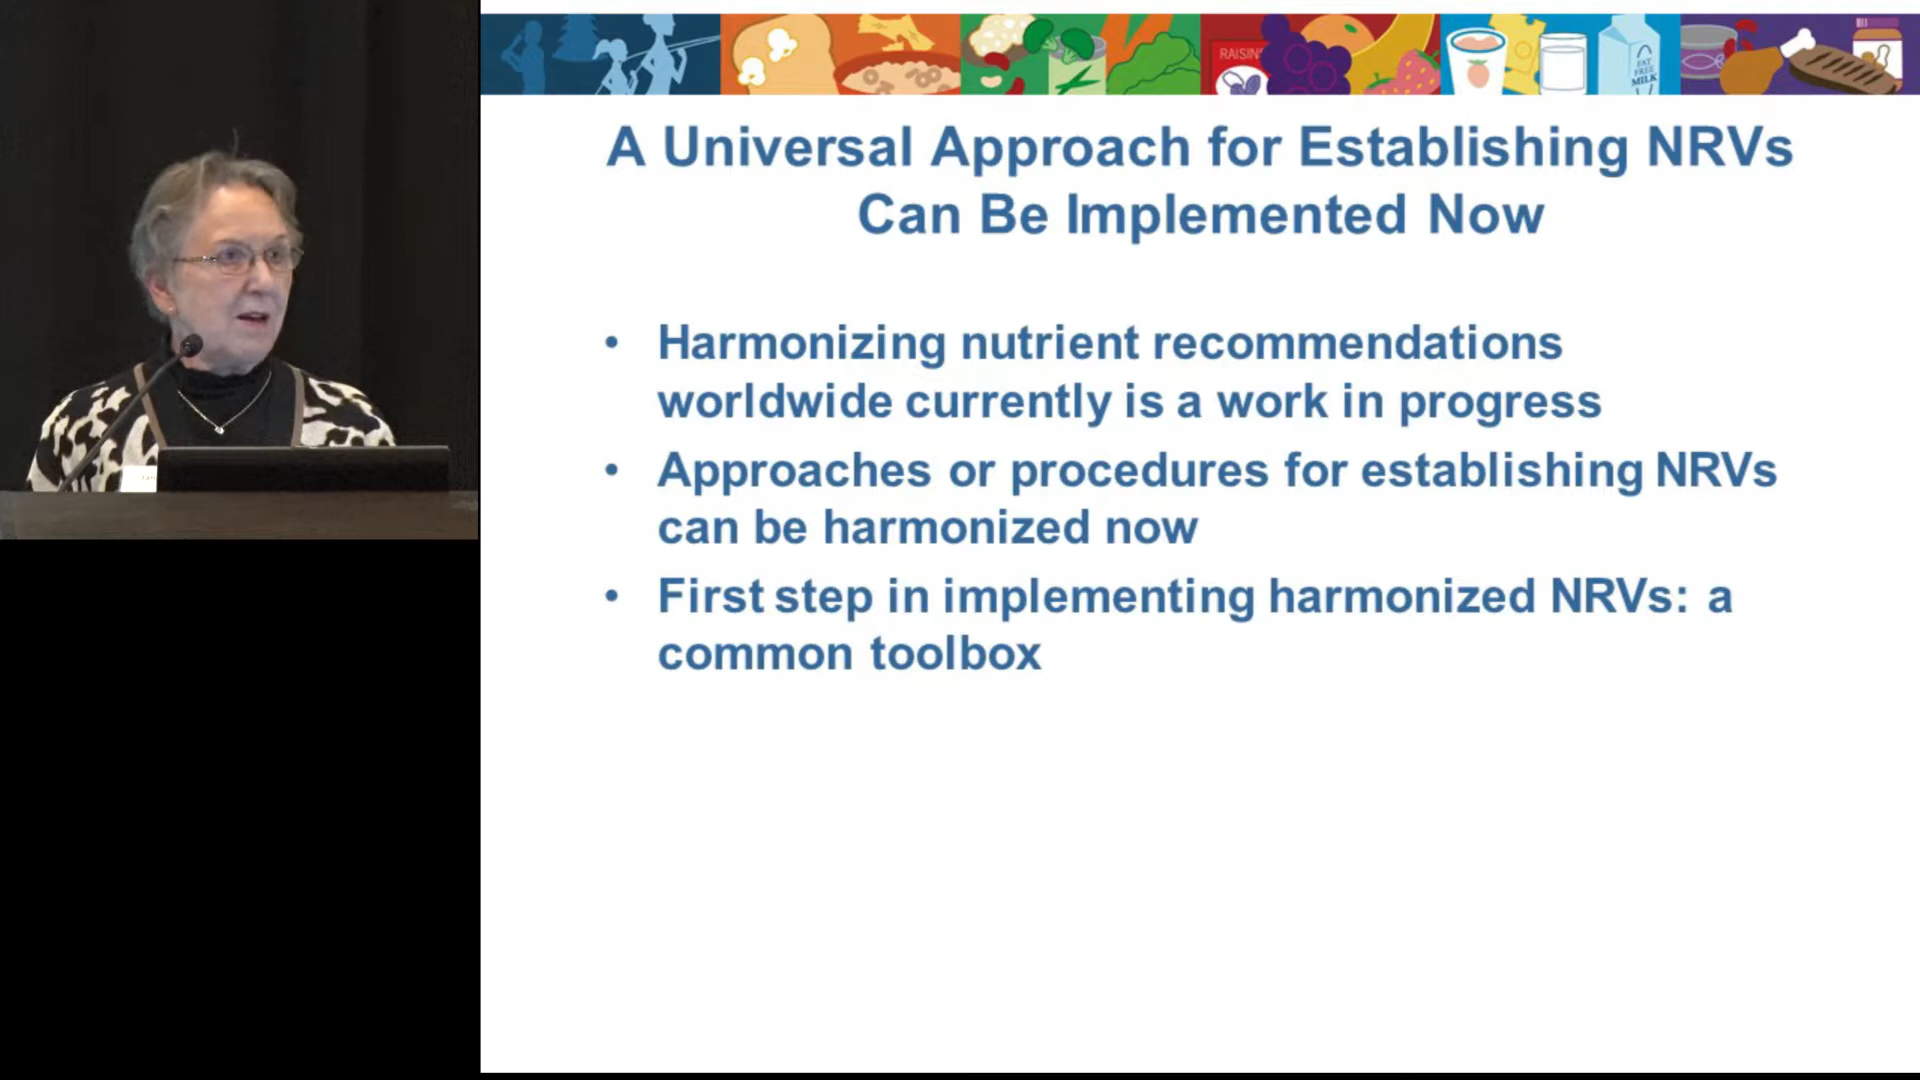 RAISINS
FAT
FREE
MILK
A Universal Approach for Establishing NRVs
Can Be Implemented Now
• Harmonizing nutrient recommendations
worldwide currently is a work in progress
• Approaches or procedures for establishing NRVs
can be harmonized now
• First step in implementing harmonized NRVs: a
common toolbox